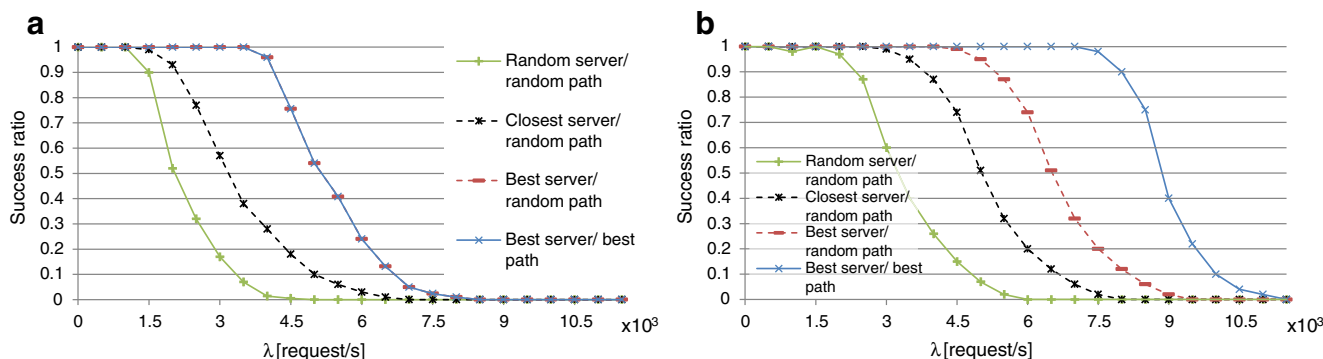 a
1
0.9
0.8
0.7
0.6
0.5
0.4
0.3
0.2
0.1
0
Success ratio
0 1.5 3 4.5 6 7.5 9 10.5 x10³
λ[request/s]
Random server/
random path
Closest server/
random path
Best server/
random path
Best server/ best
path
b
1
0.9
0.8
0.7
0.6
0.5
0.4
0.3
0.2
0.1
0
Success ratio
0 1.5 3 4.5 6 7.5 9 10.5 x10³
λ[request/s]
Random server/
random path
Closest server/
random path
Best server/
random path
Best server/ best
path